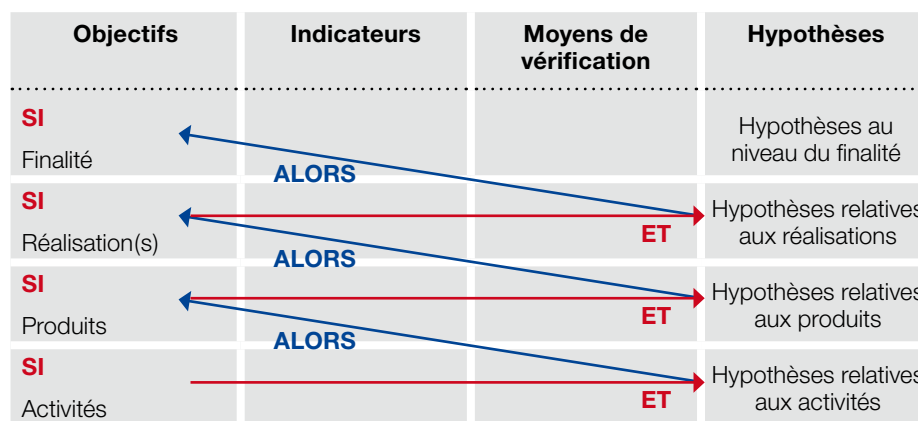 Objectifs
Indicateurs
Moyens de
vérification
Hypothèses
SI
Finalité
Hypothèses au
niveau du finalité
ALORS
SI
Réalisation(s)
ET
Hypothèses relatives
aux réalisations
ALORS
SI
Produits
ET
Hypothèses relatives
aux produits
ALORS
SI
Activités
ET
Hypothèses relatives
aux activités